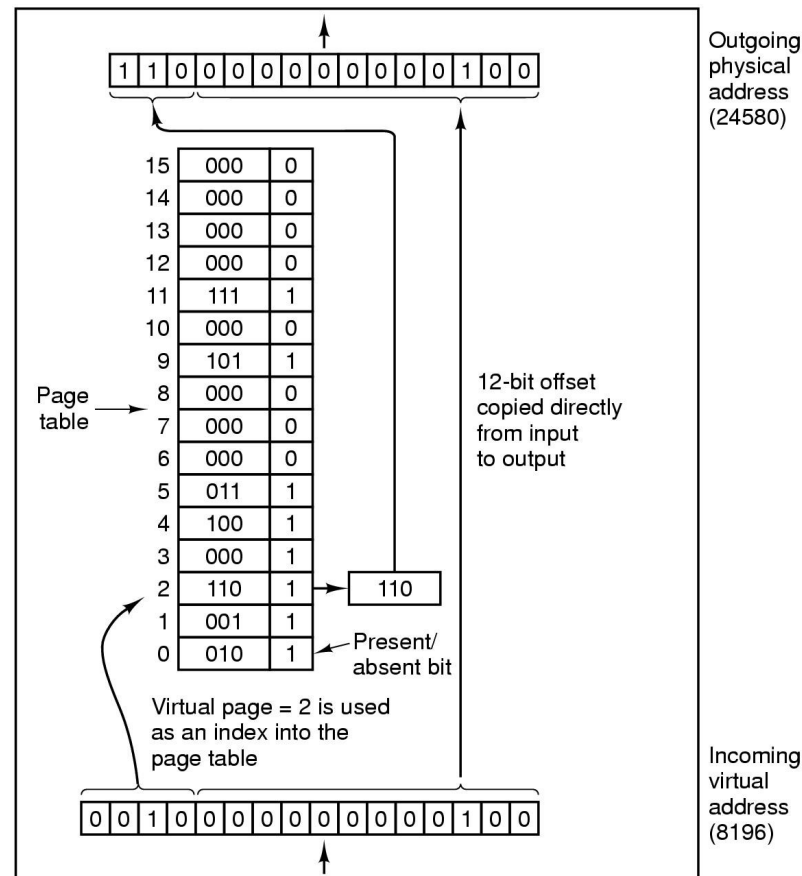 Outgoing
physical
address
(24580)
1 1 0 0 0 0 0 0 0 0 0 0 1 0 0
15 000 0
14 000 0
13 000 0
12 000 0
11 111 1
10 000 0
9 101 1
8 000 0
7 000 0
6 000 0
5 011 1
4 100 1
3 000 1
2 110 1 110
1 001 1
0 010 1
Page
table
12-bit offset
copied directly
from input
to output
Present/
absent bit
Virtual page = 2 is used
as an index into the
page table
0 0 1 0 0 0 0 0 0 0 0 0 0 1 0 0
Incoming
virtual
address
(8196)